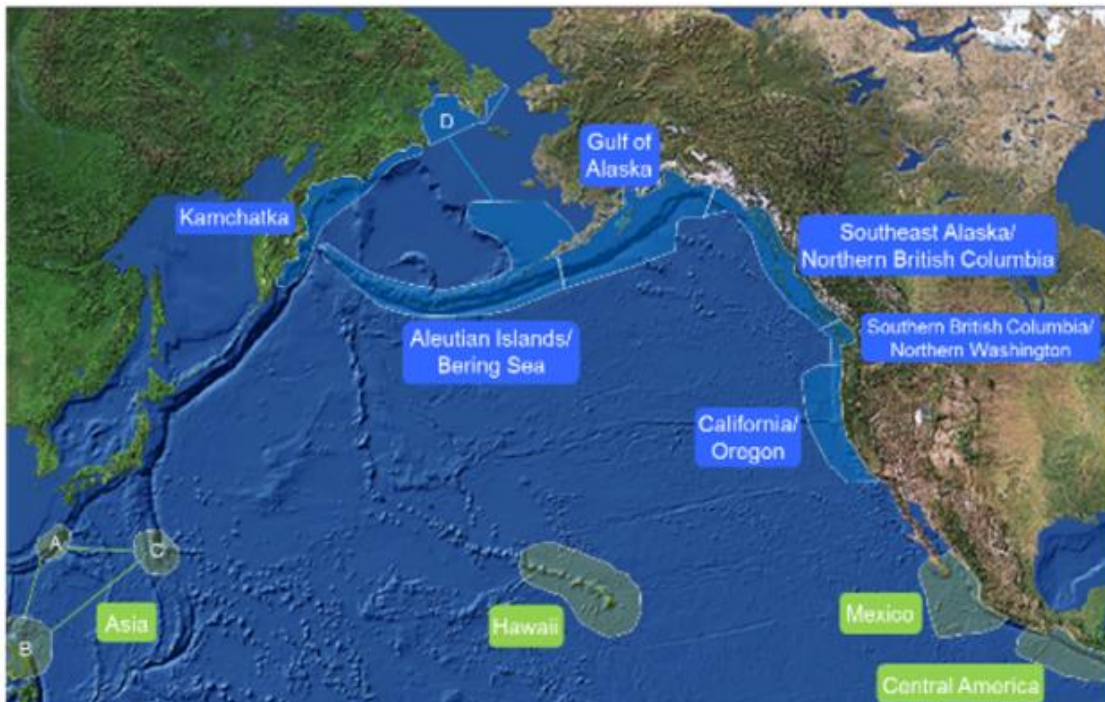 D
Gulf of
Alaska
Kamchatka
Southeast Alaska/
Northern British Columbia
Aleutian Islands/
Bering Sea
Southern British Columbia/
Northern Washington
California/
Oregon
A
C
B
Asia
Hawaii
Mexico
Central America